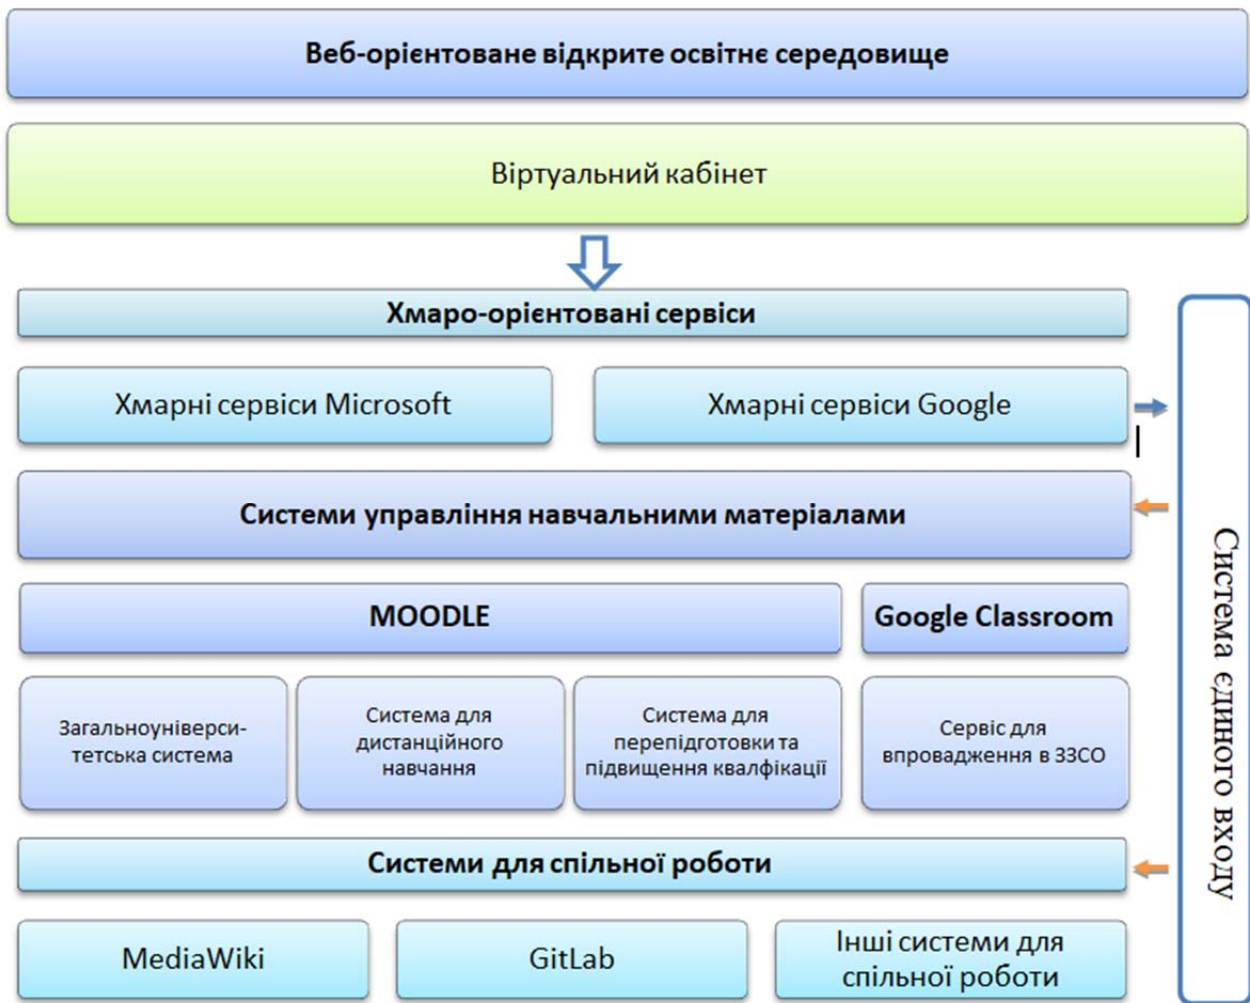 Веб-орієнтоване відкрите освітнє середовище
Віртуальний кабінет
Хмаро-орієнтовані сервіси
Хмарні сервіси Microsoft
Хмарні сервіси Google
Системи управління навчальними матеріалами
MOODLE
Google Classroom
Загальноуніверси-
тетська система
Система для
дистанційного
навчання
Система для
перепідготовки та
підвищення квалфікації
Сервіс для
впровадження в ЗЗСО
Системи для спільної роботи
MediaWiki
GitLab
Інші системи для
спільної роботи
Система єдиного входу